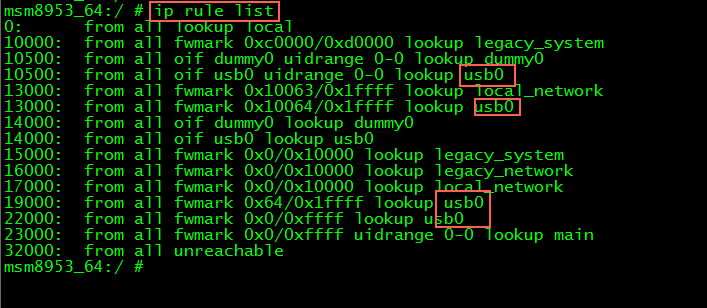 msm8953_64:/ # ip rule list
0:      from all lookup local
10000:  from all fwmark 0xc0000/0xd0000 lookup legacy_system
10500:  from all oif dummy0 uidrange 0-0 lookup dummy0
10500:  from all oif usb0 uidrange 0-0 lookup usb0
13000:  from all fwmark 0x10063/0x1ffff lookup local_network
13000:  from all fwmark 0x10064/0x1ffff lookup usb0
14000:  from all oif dummy0 lookup dummy0
14000:  from all oif usb0 lookup usb0
15000:  from all fwmark 0x0/0x10000 lookup legacy_system
16000:  from all fwmark 0x0/0x10000 lookup legacy_network
17000:  from all fwmark 0x0/0x10000 lookup local_network
19000:  from all fwmark 0x64/0x1ffff lookup usb0
22000:  from all fwmark 0x0/0xffff lookup usb0
23000:  from all fwmark 0x0/0xffff uidrange 0-0 lookup main
32000:  from all unreachable
msm8953_64:/ #